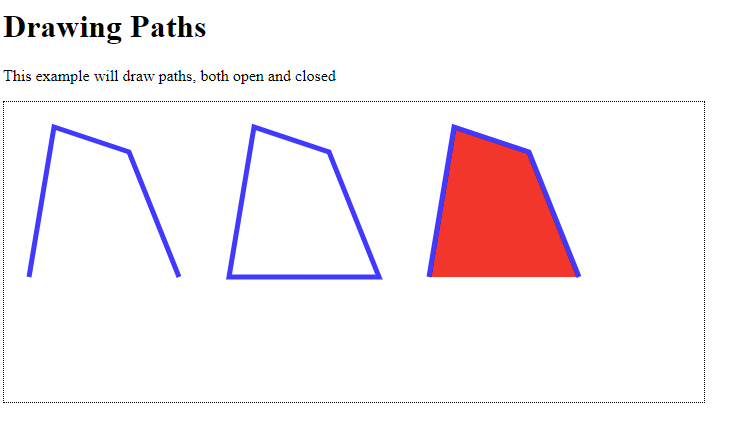 Drawing Paths
This example will draw paths, both open and closed